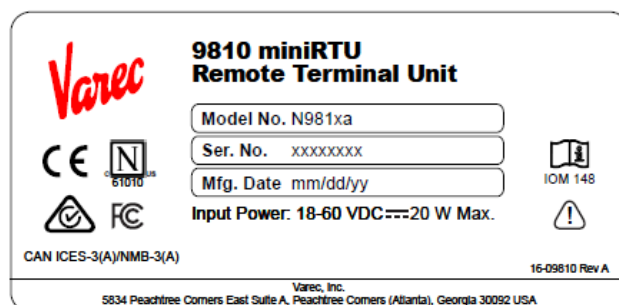 Varec
9810 miniRTU
Remote Terminal Unit
Model No. N981xa
Ser. No. xxxxxxxx
Mfg. Date mm/dd/yy
Input Power: 18-60 VDC 20 W Max.
CE
N
US
61010
FC
CAN ICES-3(A)/NMB-3(A)
IOM 148
16-09810 Rev A
Varec, Inc.
5834 Peachtree Corners East Suite A, Peachtree Corners (Atlanta), Georgia 30092 USA